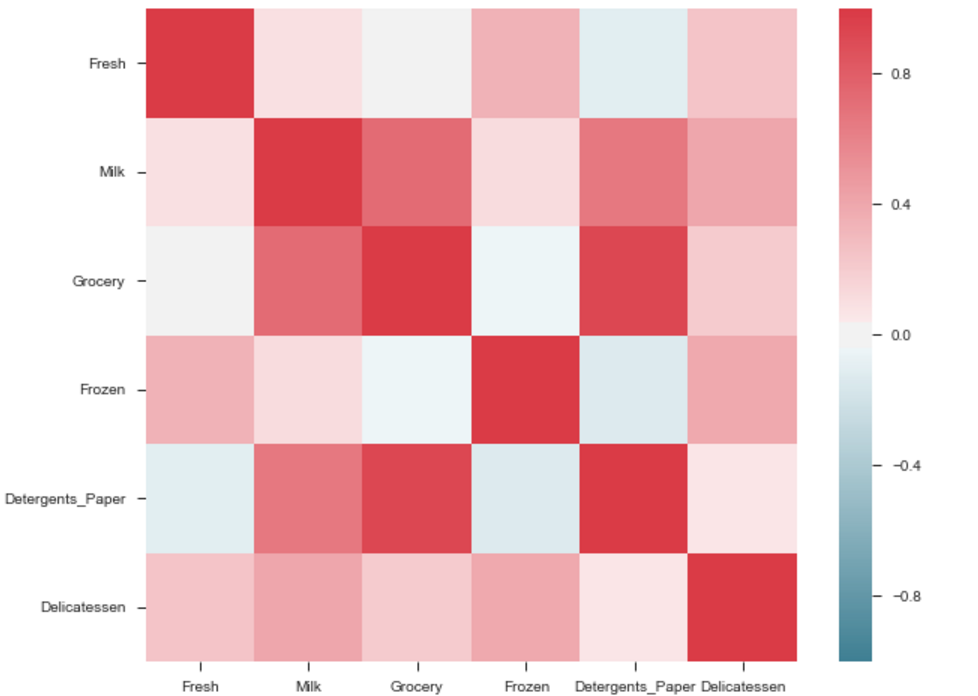 Fresh
Milk
Grocery
Frozen
Detergents_Paper
Delicatessen
Fresh Milk Grocery Frozen Detergents_Paper Delicatessen
0.8
0.4
0.0
−0.4
−0.8